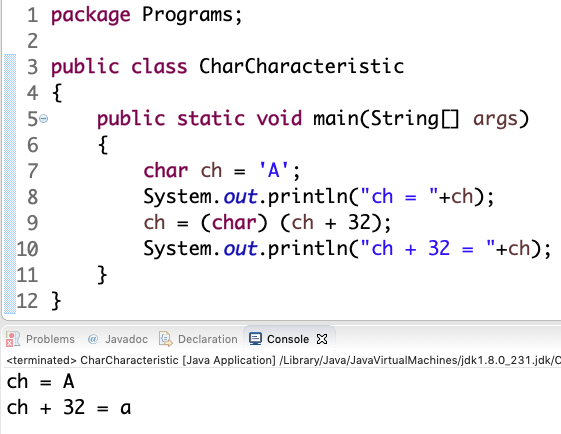 1 package Programs;
2
3 public class CharCharacteristic
4 {
5 public static void main(String[] args)
6 {
7 char ch = 'A';
8 System.out.println("ch = "+ch);
9 ch = (char) (ch + 32);
10 System.out.println("ch + 32 = "+ch);
11 }
12 }
Problems @ Javadoc Declaration Console
<terminated> CharCharacteristic [Java Application] /Library/Java/JavaVirtualMachines/jdk1.8.0_231.jdk/C
ch = A
ch + 32 = a